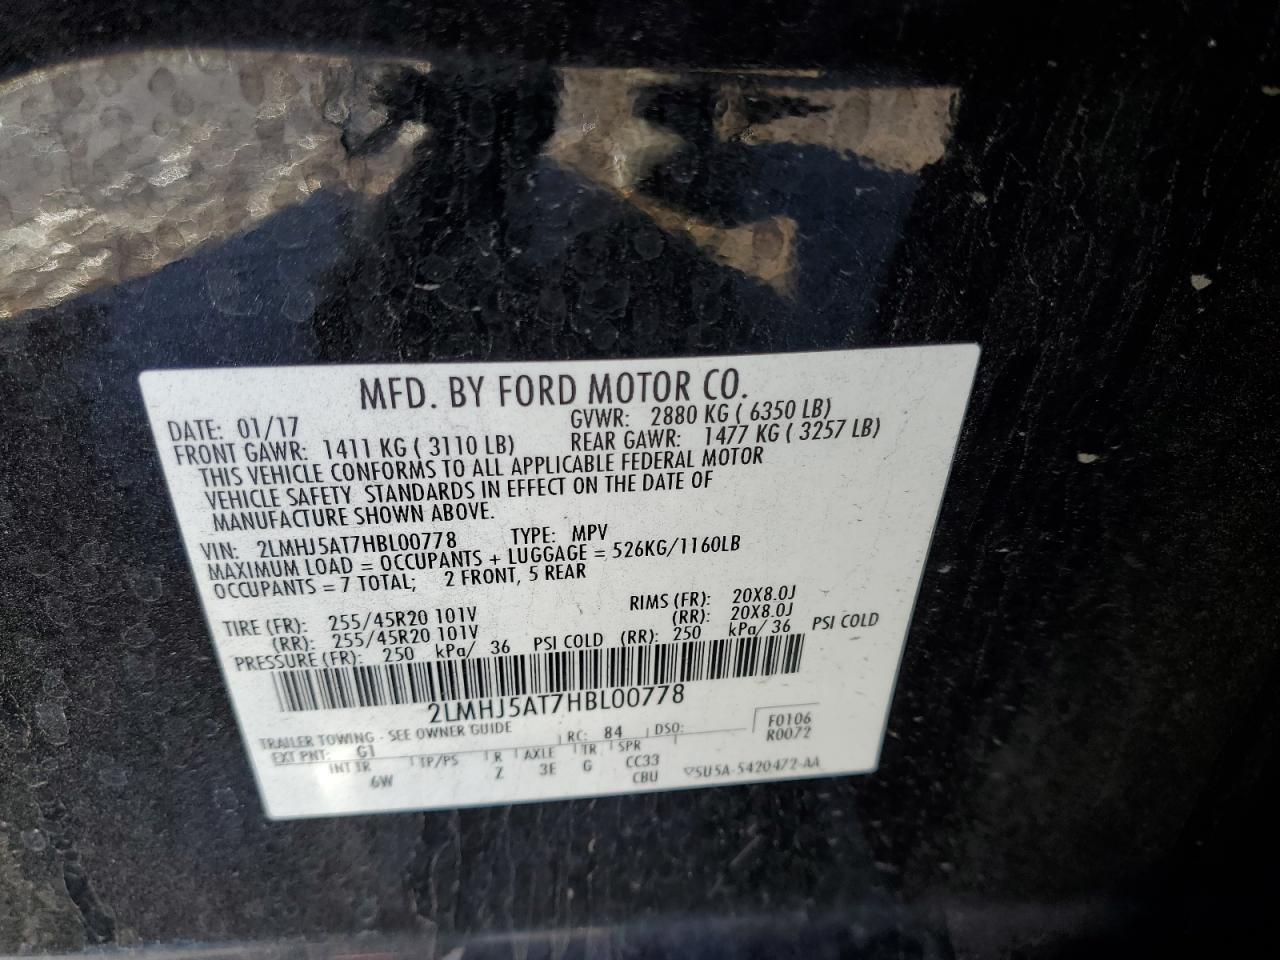 MFD. BY FORD MOTOR CO.
DATE: 01/17 GVWR: 2880 KG ( 6350 LB)
FRONT GAWR: 1411 KG ( 3110 LB) REAR GAWR: 1477 KG ( 3257 LB)
THIS VEHICLE CONFORMS TO ALL APPLICABLE FEDERAL MOTOR
VEHICLE SAFETY STANDARDS IN EFFECT ON THE DATE OF
MANUFACTURE SHOWN ABOVE.
VIN: 2LMHJ5AT7HBL00778 TYPE: MPV
MAXIMUM LOAD = OCCUPANTS + LUGGAGE = 526KG/1160LB
OCCUPANTS = 7 TOTAL; 2 FRONT, 5 REAR
TIRE (FR): 255/45R20 101V RIMS (FR): 20X8.0J
(RR): 255/45R20 101V (RR): 20X8.0J
PRESSURE (FR): 250 kPa/ 36 PSI COLD (RR): 250 kPa/ 36 PSI COLD
2LMHJ5AT7HBL00778
TRAILER TOWING - SEE OWNER GUIDE RC: 84 DSO: F0106
EXT PNT: G1 R0072
INT TR TP/PS R AXLE TR SPR
6W Z 3E G CC33
CBU 5U5A-5420472-AA